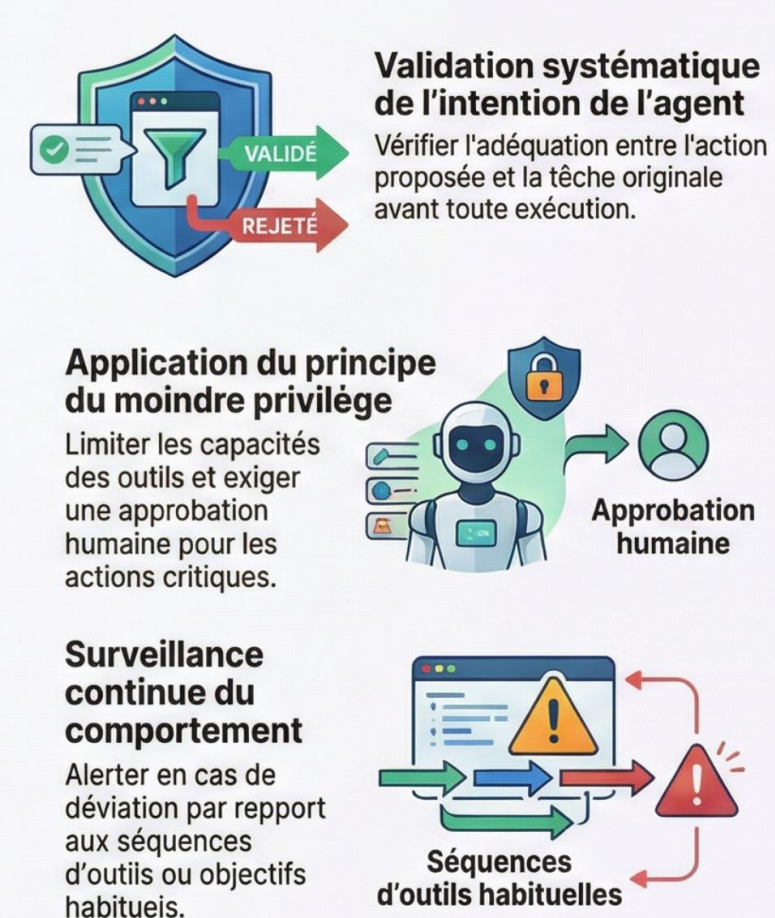 Validation systématique
de l'intention de l'agent
Vérifier l'adéquation entre l'action
proposée et la têche originale
avant toute exécution.
VALIDÉ
REJETÉ
Application du principe
du moindre privilège
Limiter les capacités
des outils et exiger
une approbation
humaine pour les
actions critiques.
Approbation
humaine
Surveillance
continue du
comportement
Alerter en cas de
déviation par repport
aux séquences
d'outiis ou objectifs
habitueis.
Séquences
d'outils habituelles